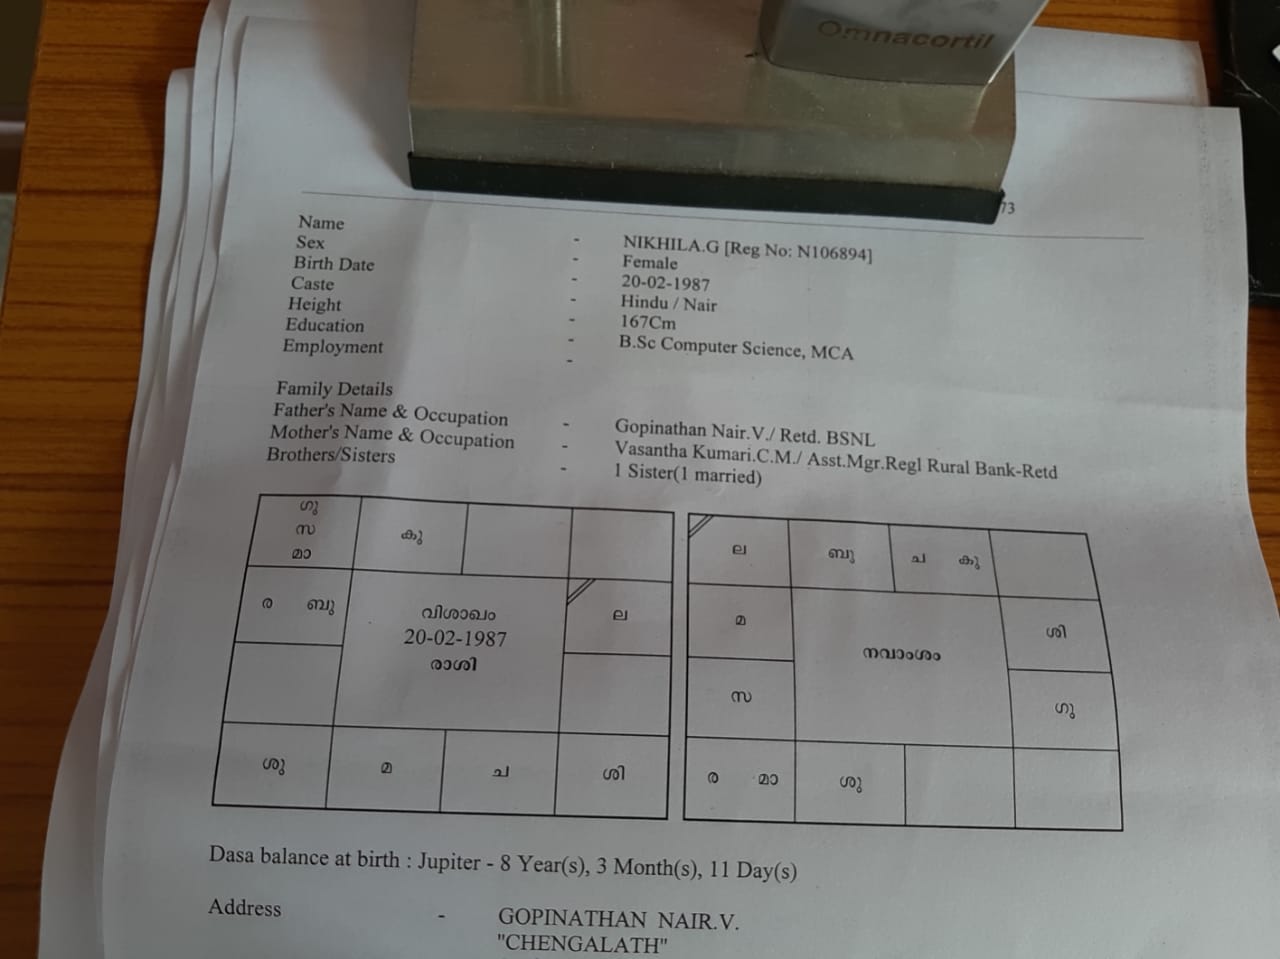 Omnacortil
73
Name - NIKHILA.G [Reg No: N106894]
Sex - Female
Birth Date - 20-02-1987
Caste - Hindu / Nair
Height - 167Cm
Education - B.Sc Computer Science, MCA
Employment -
Family Details
Father's Name & Occupation - Gopinathan Nair.V./ Retd. BSNL
Mother's Name & Occupation - Vasantha Kumari.C.M./ Asst.Mgr.Regl Rural Bank-Retd
Brothers/Sisters - 1 Sister(1 married)
ഗു
സ
മാ
കു
ര ബു
ല
വിശാഖം
20-02-1987
രാശി
ശു
മ
ച
ശി
ല
ബു
ച കു
മ
ശി
നവാംശം
സ
ഗു
ര മാ
ശു
Dasa balance at birth : Jupiter - 8 Year(s), 3 Month(s), 11 Day(s)
Address - GOPINATHAN NAIR.V.
"CHENGALATH"